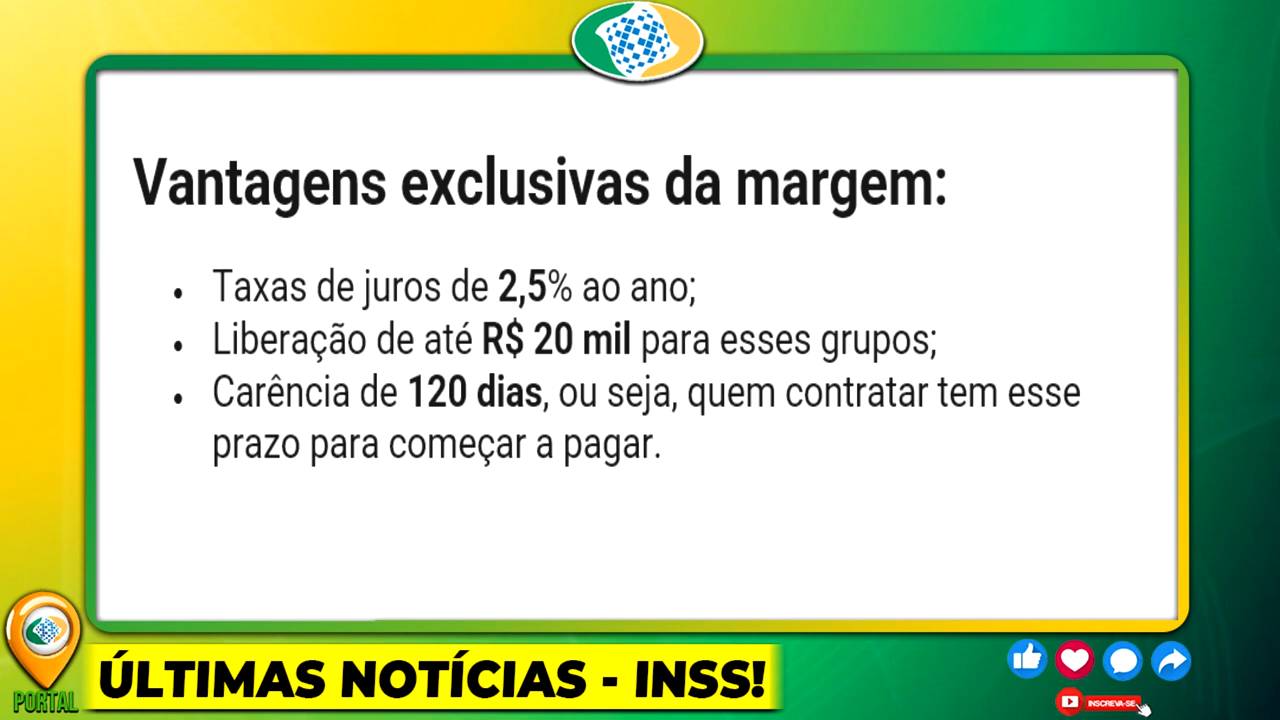 Vantagens exclusivas da margem:
• Taxas de juros de 2,5% ao ano;
• Liberação de até R$ 20 mil para esses grupos;
• Carência de 120 dias, ou seja, quem contratar tem esse
prazo para começar a pagar.
PORTAL
ÚLTIMAS NOTÍCIAS - INSS!
INSCREVA-SE